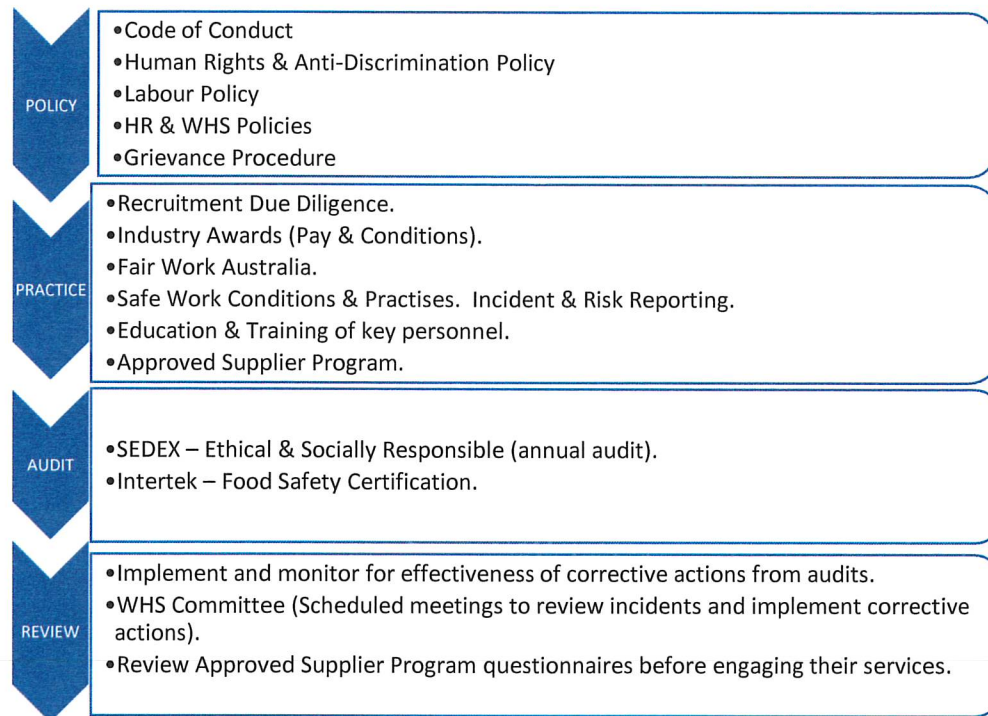 POLICY
•Code of Conduct
•Human Rights & Anti-Discrimination Policy
•Labour Policy
•HR & WHS Policies
•Grievance Procedure
PRACTICE
•Recruitment Due Diligence.
•Industry Awards (Pay & Conditions).
•Fair Work Australia.
•Safe Work Conditions & Practises.  Incident & Risk Reporting.
•Education & Training of key personnel.
•Approved Supplier Program.
AUDIT
•SEDEX – Ethical & Socially Responsible (annual audit).
•Intertek – Food Safety Certification.
REVIEW
•Implement and monitor for effectiveness of corrective actions from audits.
•WHS Committee (Scheduled meetings to review incidents and implement corrective
actions).
•Review Approved Supplier Program questionnaires before engaging their services.